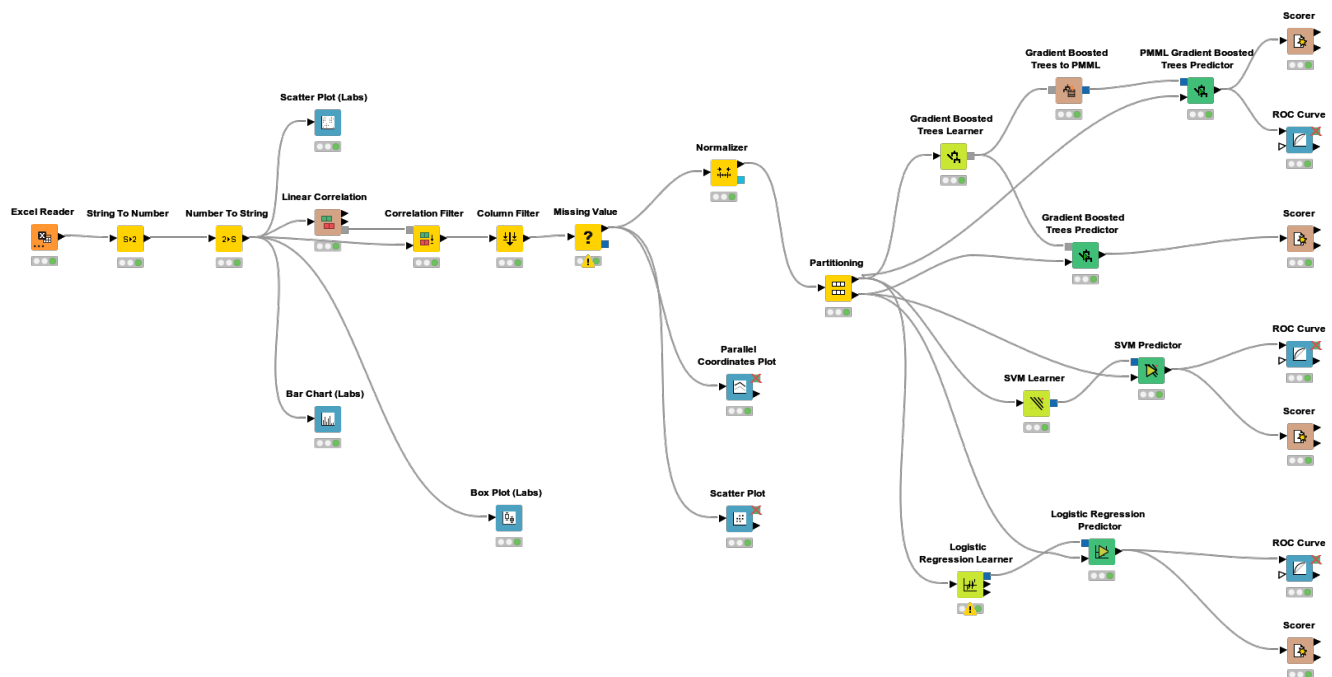 Scorer
Gradient Boosted
Trees to PMML
PMML Gradient Boosted
Trees Predictor
Scatter Plot (Labs)
ROC Curve
Gradient Boosted
Trees Learner
Normalizer
Linear Correlation
Excel Reader
String To Number
S›2
Number To String
2›S
Correlation Filter
Column Filter
Missing Value
?
Gradient Boosted
Trees Predictor
Scorer
Partitioning
ROC Curve
SVM Predictor
Parallel
Coordinates Plot
SVM Learner
Bar Chart (Labs)
Scorer
Box Plot (Labs)
Scatter Plot
Logistic Regression
Predictor
ROC Curve
Logistic
Regression Learner
Scorer